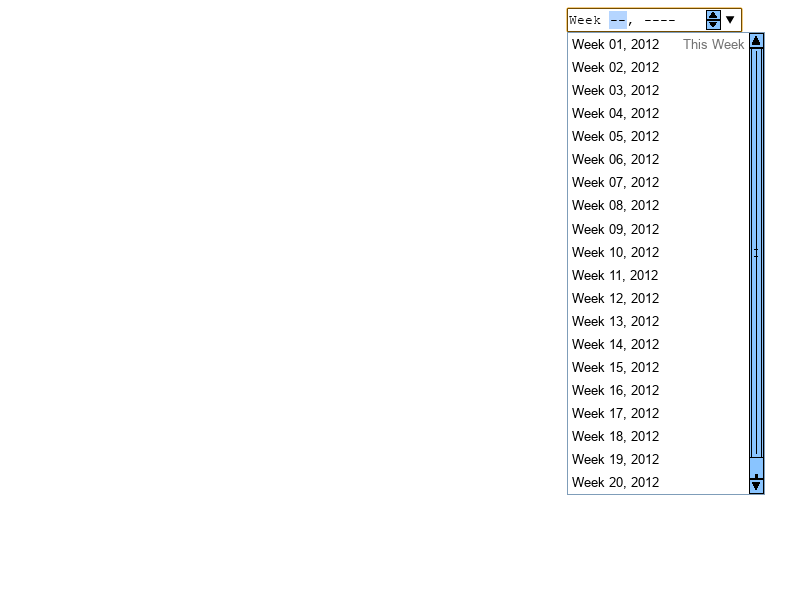 Week --, ----
Week 01, 2012 This Week
Week 02, 2012
Week 03, 2012
Week 04, 2012
Week 05, 2012
Week 06, 2012
Week 07, 2012
Week 08, 2012
Week 09, 2012
Week 10, 2012
Week 11, 2012
Week 12, 2012
Week 13, 2012
Week 14, 2012
Week 15, 2012
Week 16, 2012
Week 17, 2012
Week 18, 2012
Week 19, 2012
Week 20, 2012